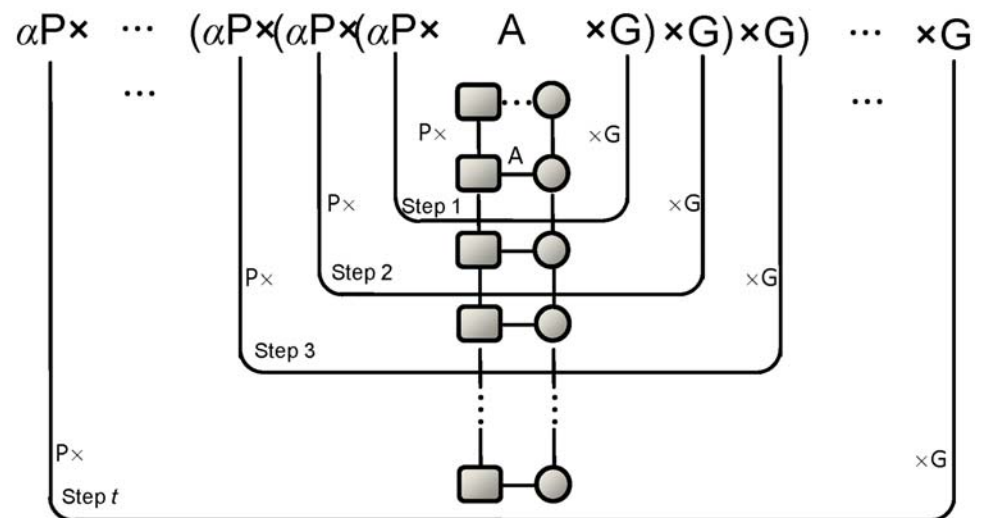 αP× ··· (αP×(αP×(αP× A ×G)×G)×G) ··· ×G
··· ···
P× ×G
A
P× Step 1 ×G
P× Step 2 ×G
Step 3
P× ×G
Step t